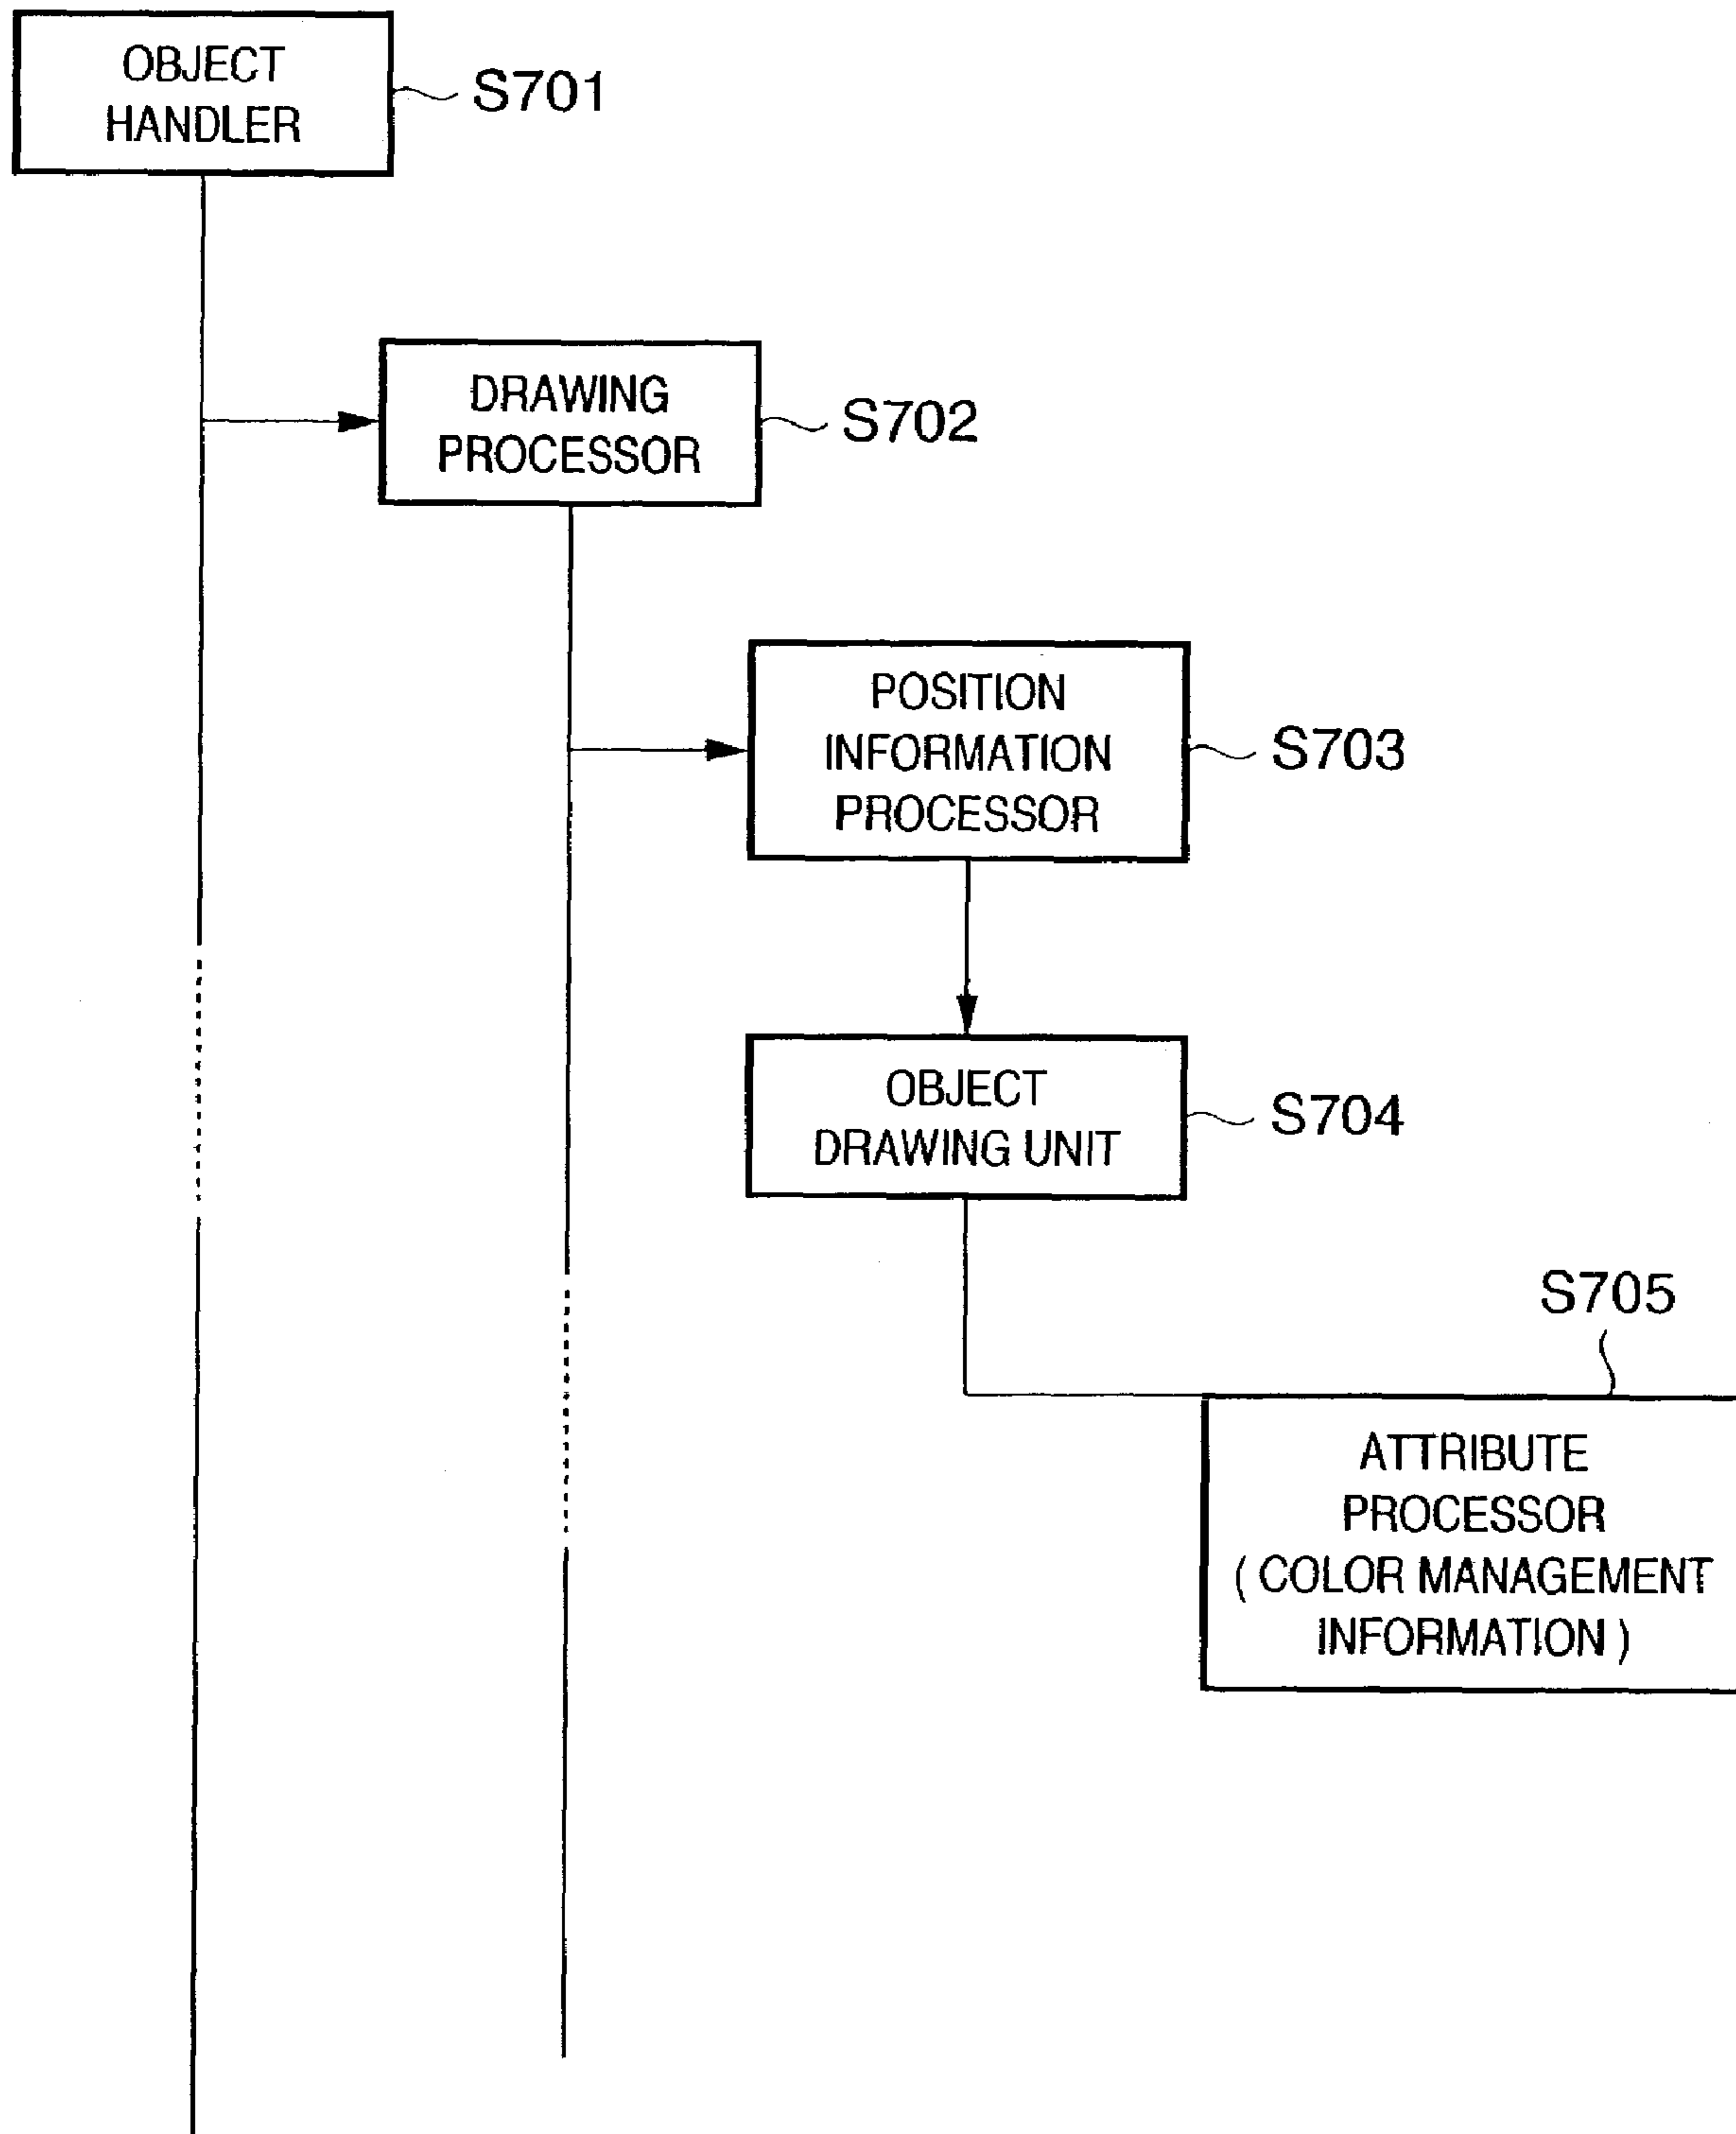 OBJECT
HANDLER
S701
DRAWING
PROCESSOR
S702
POSITION
INFORMATION
PROCESSOR
S703
OBJECT
DRAWING UNIT
S704
S705
ATTRIBUTE
PROCESSOR
( COLOR MANAGEMENT
INFORMATION )